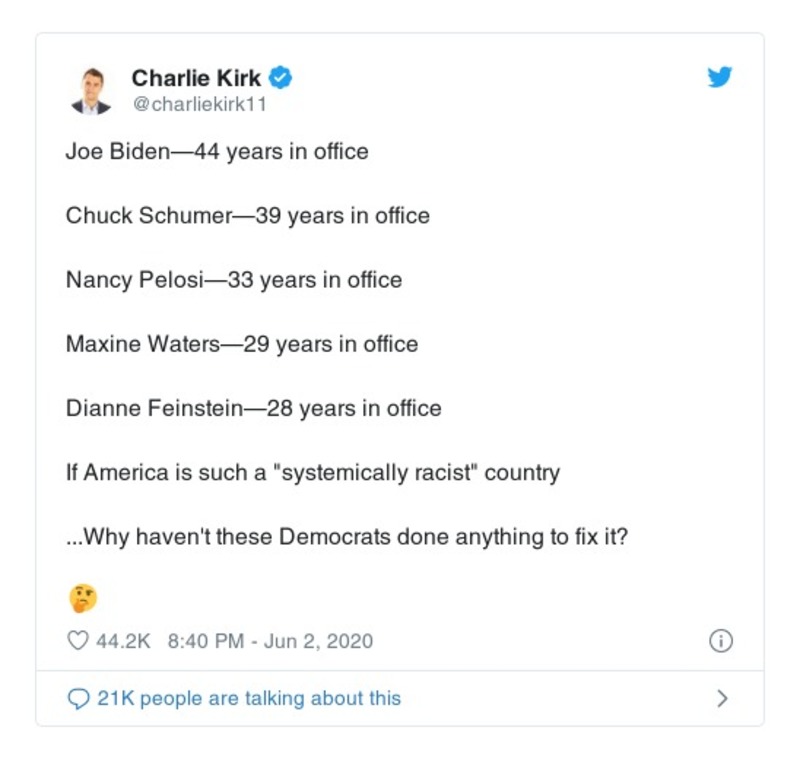 Charlie Kirk
@charliekirk11
Joe Biden—44 years in office
Chuck Schumer—39 years in office
Nancy Pelosi—33 years in office
Maxine Waters—29 years in office
Dianne Feinstein—28 years in office
If America is such a "systemically racist" country
...Why haven't these Democrats done anything to fix it?
🤔
44.2K 8:40 PM - Jun 2, 2020
21K people are talking about this